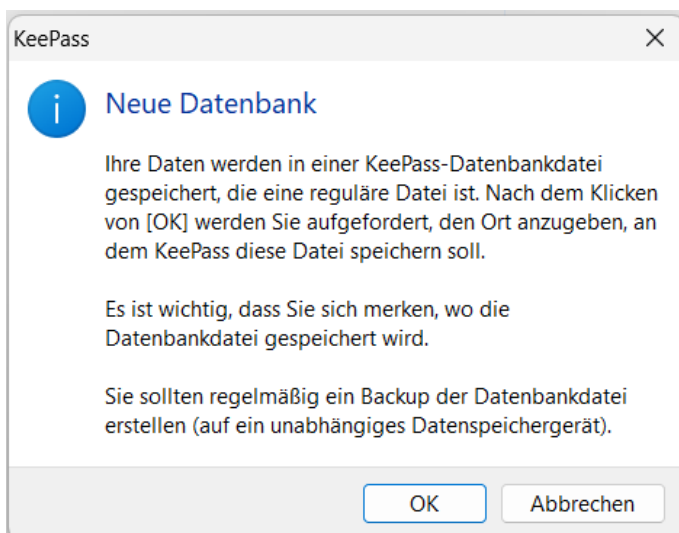 KeePass
Neue Datenbank
Ihre Daten werden in einer KeePass-Datenbankdatei
gespeichert, die eine reguläre Datei ist. Nach dem Klicken
von [OK] werden Sie aufgefordert, den Ort anzugeben, an
dem KeePass diese Datei speichern soll.
Es ist wichtig, dass Sie sich merken, wo die
Datenbankdatei gespeichert wird.
Sie sollten regelmäßig ein Backup der Datenbankdatei
erstellen (auf ein unabhängiges Datenspeichergerät).
OK
Abbrechen